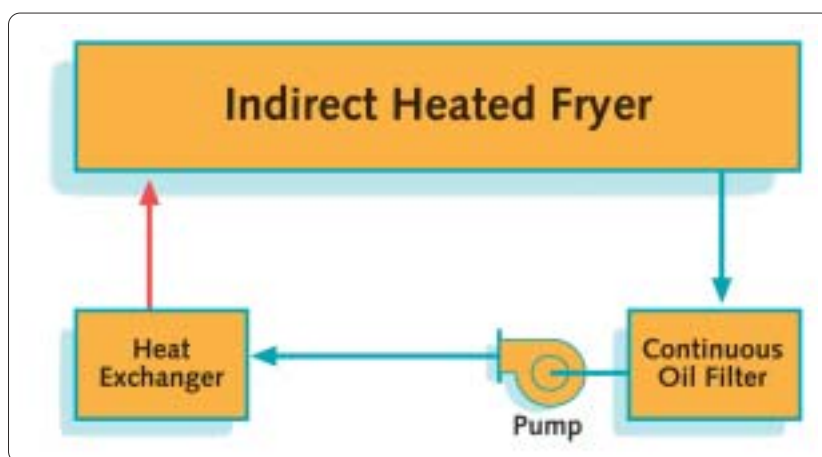 Indirect Heated Fryer
Heat
Exchanger
Continuous
Oil Filter
Pump